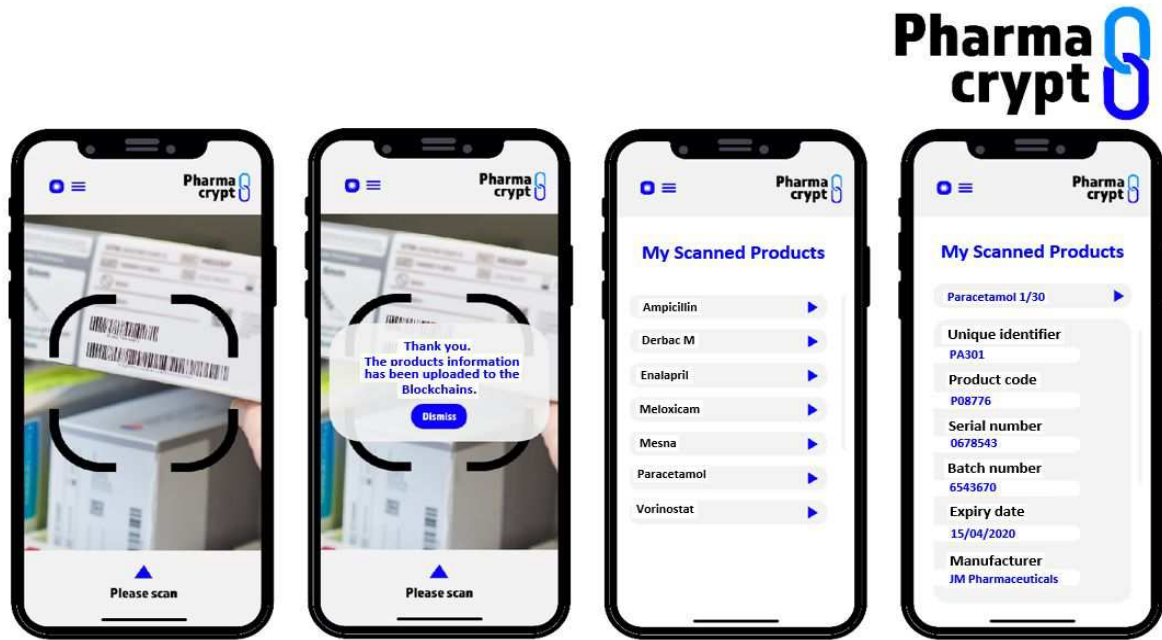 Pharma
crypt
Pharma
crypt
Please scan
Pharma
crypt
Thank you.
The products information
has been uploaded to the
Blockchains.
Dismiss
Please scan
Pharma
crypt
My Scanned Products
Ampicillin
Derbac M
Enalapril
Meloxicam
Mesna
Paracetamol
Vorinostat
Pharma
crypt
My Scanned Products
Paracetamol 1/30
Unique identifier
PA301
Product code
P08776
Serial number
0678543
Batch number
6543670
Expiry date
15/04/2020
Manufacturer
JM Pharmaceuticals